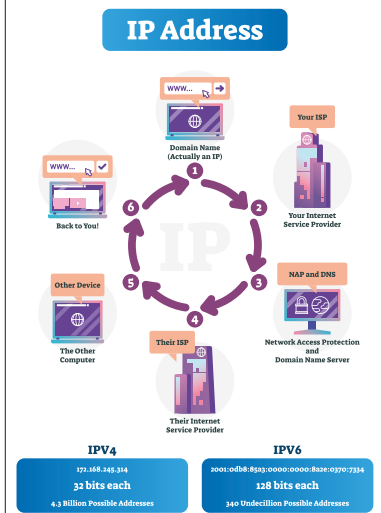 IP Address
www...
Domain Name
(Actually an IP)
1
Your ISP
Your Internet
Service Provider
2
NAP and DNS
Network Access Protection
and
Domain Name Server
3
Their ISP
Their Internet
Service Provider
4
Other Device
The Other
Computer
5
www...
Back to You!
6
IP
IPV4
172.168.245.314
32 bits each
4.3 Billion Possible Addresses
IPV6
2001:0db8:85a3:0000:0000:8a2e:0370:7334
128 bits each
340 Undecillion Possible Addresses